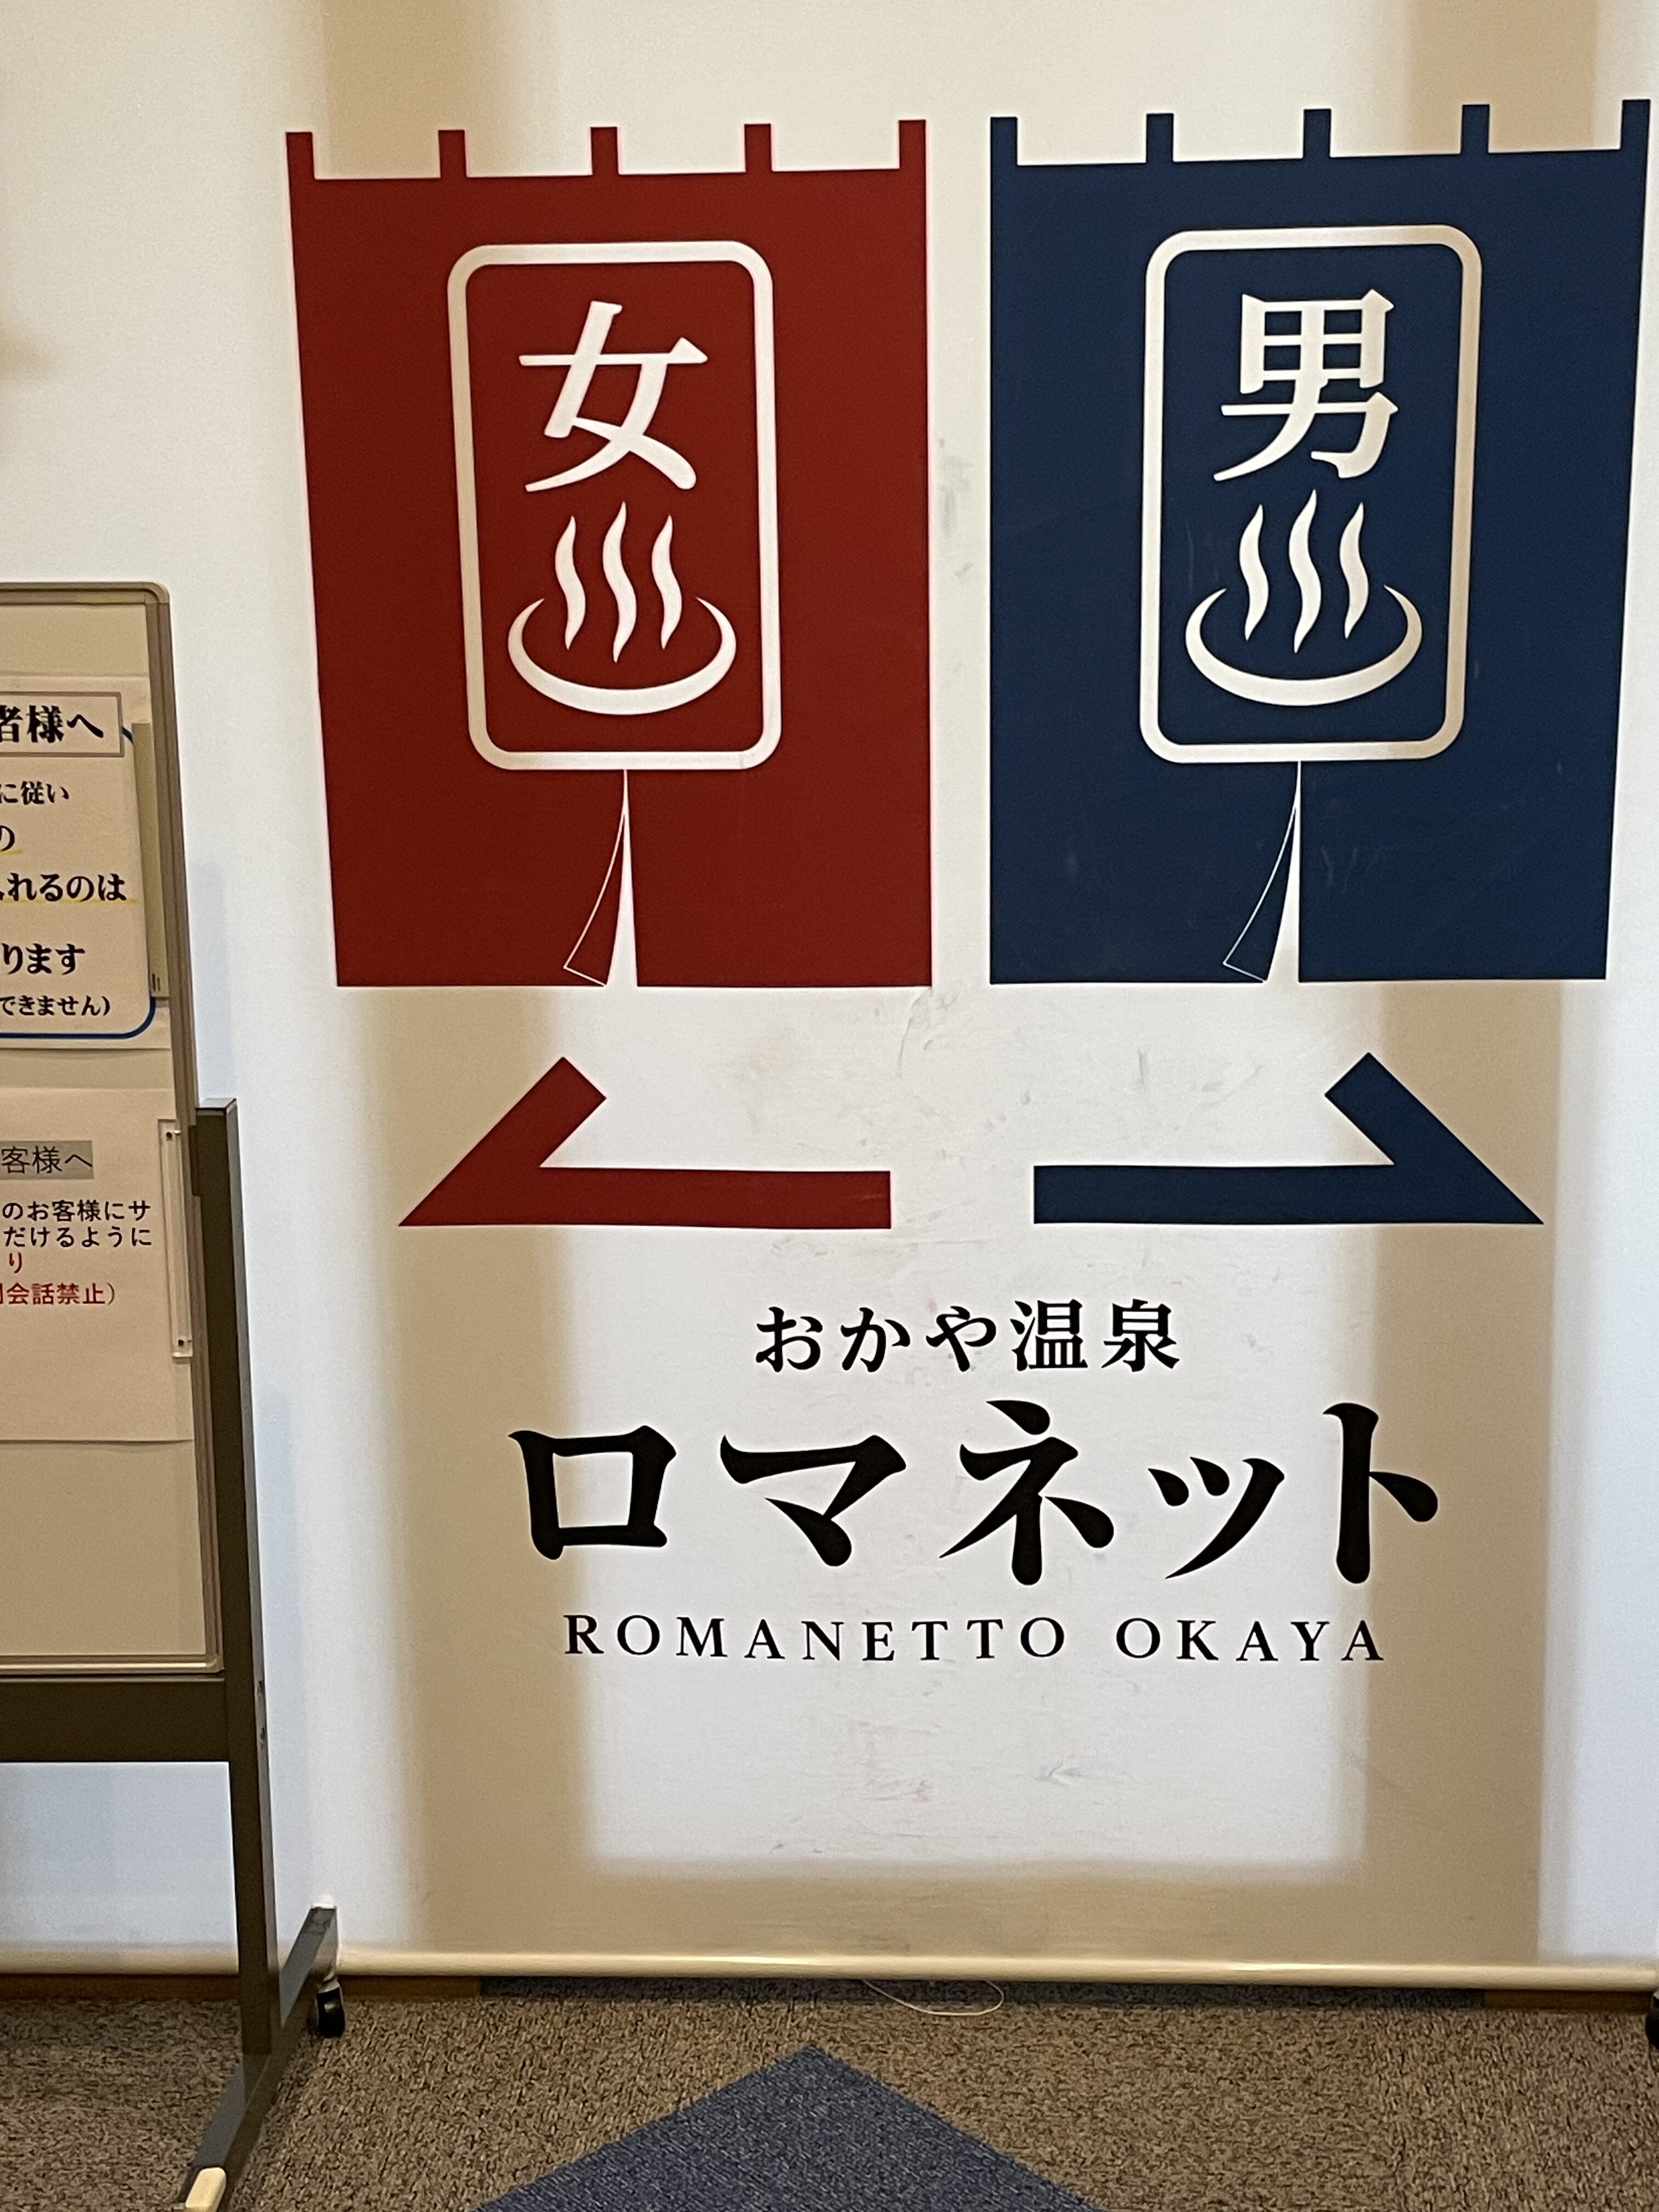 女
男
おかや温泉
ロマネット
ROMANETTO OKAYA
者様へ
に従い
の
れるのは
ります
できません)
客様へ
のお客様にサ
だけるように
り
会話禁止)